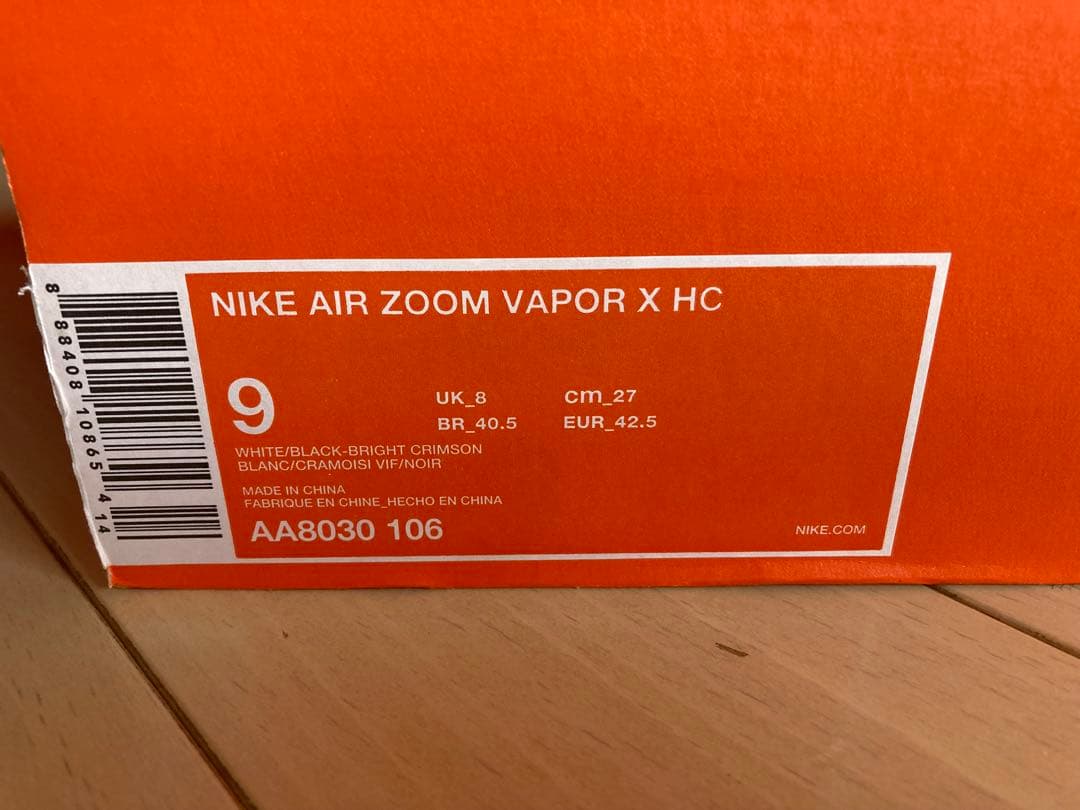 NIKE AIR ZOOM VAPOR X HC
9
UK_8 cm_27
BR_40.5 EUR_42.5
WHITE/BLACK-BRIGHT CRIMSON
BLANC/CRAMOISI VIF/NOIR
MADE IN CHINA
FABRIQUE EN CHINE_HECHO EN CHINA
AA8030 106
NIKE.COM
8 88408 10865 4 14